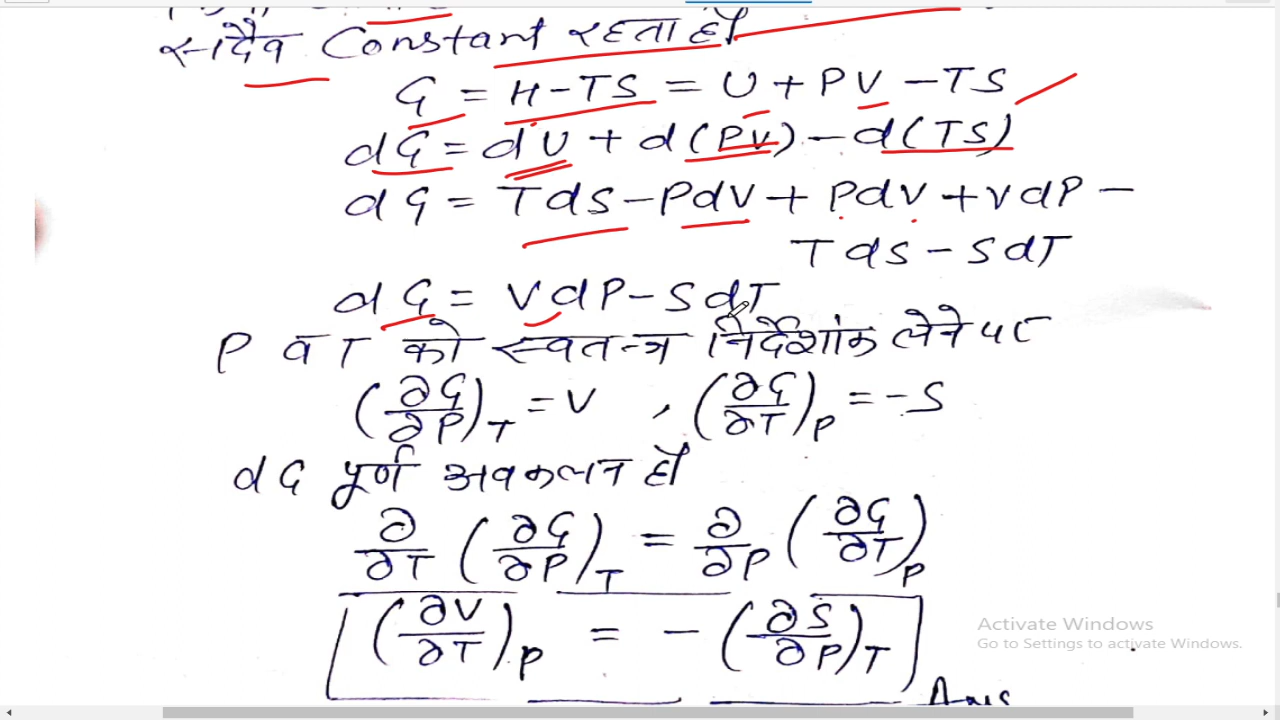 सदैव Constant रहता है।
G = H - TS = U + PV - TS
dG = dU + d(PV) - d(TS)
dG = TdS - PdV + PdV + VdP -
TdS - SdT
dG = VdP - SdT
P व T को स्वतन्त्र निर्देशांक लेने पर
(∂G/∂P)_T = V , (∂G/∂T)_P = -S
dG पूर्ण अवकलन है।
∂/∂T (∂G/∂P)_T = ∂/∂P (∂G/∂T)_P
(∂V/∂T)_P = - (∂S/∂P)_T
Ans
Activate Windows
Go to Settings to activate Windows.